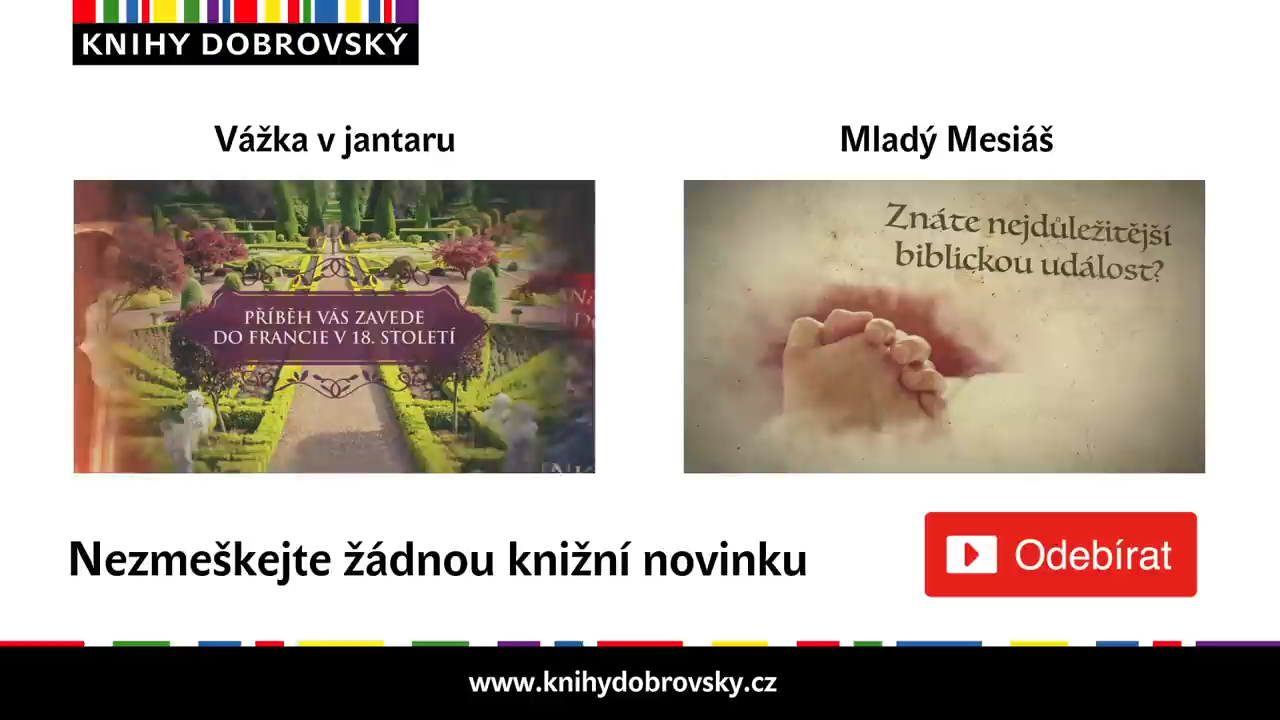 KNIHY DOBROVSKÝ
Vážka v jantaru
Mladý Mesiáš
PŘÍBĚH VÁS ZAVEDE
DO FRANCIE V 18. STOLETÍ
Znáte nejdůležitější
biblickou událost?
Nezmeškejte žádnou knižní novinku
Odebírat
www.knihydobrovsky.cz